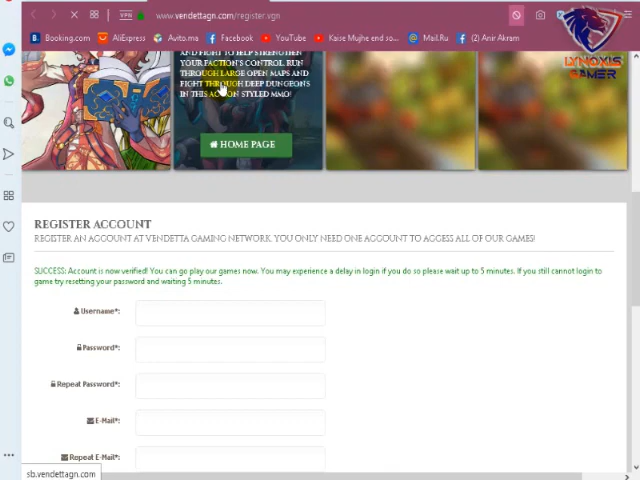 VPN
www.vendettagn.com/register.vgn
Booking.com
AliExpress
Avito.ma
Facebook
YouTube
Kaise Mujhe end so...
Mail.Ru
(2) Anir Akram
LYNOXIS
GAMER
AND FIGHT TO HELP STRENGTHEN
YOUR FACTION'S CONTROL. RUN
THROUGH LARGE OPEN MAPS AND
FIGHT THROUGH DEEP DUNGEONS
IN THIS ACTION STYLED MMO!
HOME PAGE
REGISTER ACCOUNT
REGISTER AN ACCOUNT AT VENDETTA GAMING NETWORK. YOU ONLY NEED ONE ACCOUNT TO ACCESS ALL OF OUR GAMES!
SUCCESS: Account is now verified! You can go play our games now. You may experience a delay in login if you do so please wait up to 5 minutes. If you still cannot login to
game try resetting your password and waiting 5 minutes.
Username*:
Password*:
Repeat Password*:
E-Mail*:
Repeat E-Mail*:
sb.vendettagn.com